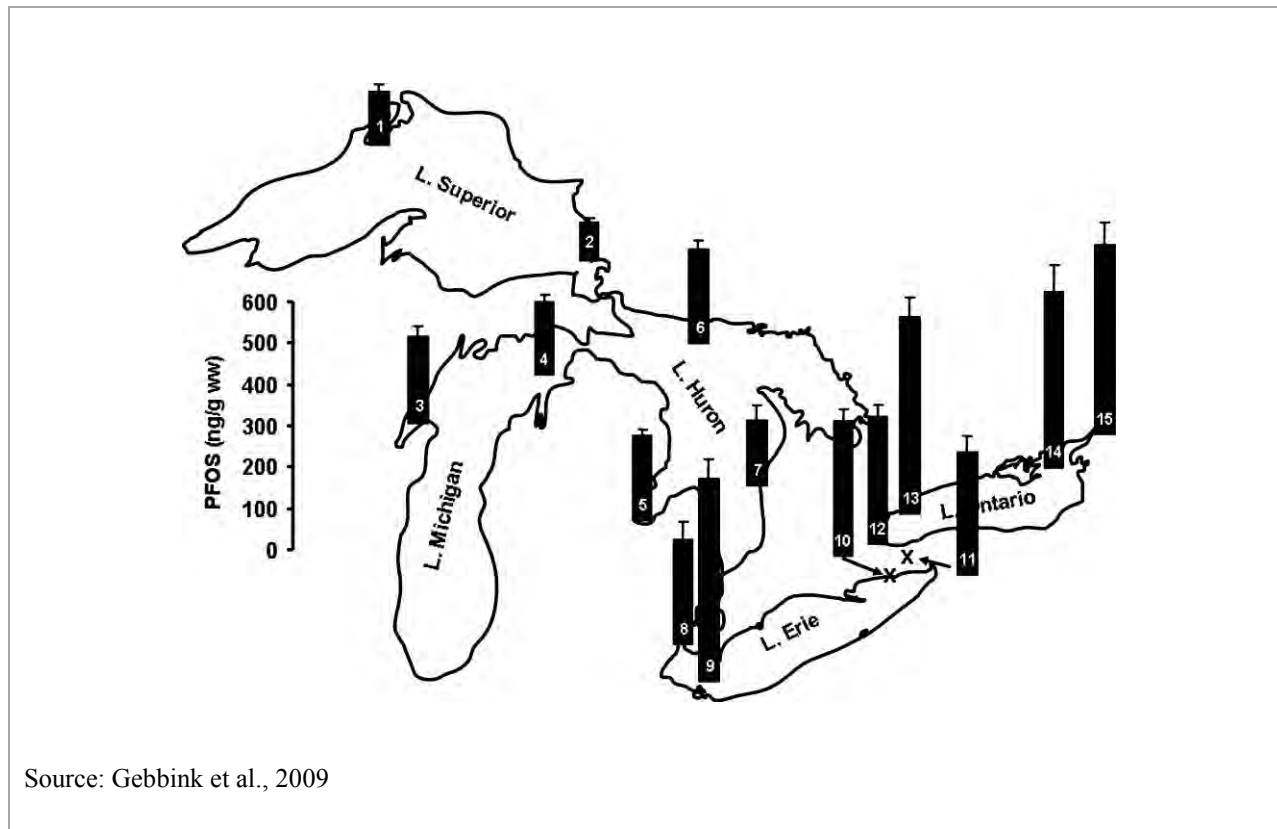 1
L. Superior
2
600
500
400
300
200
100
0
PFOS (ng/g ww)
3
4
L. Michigan
5
6
L. Huron
7
8
9
L. Erie
10
X
11
X
12
13
L. Ontario
14
15
Source: Gebbink et al., 2009